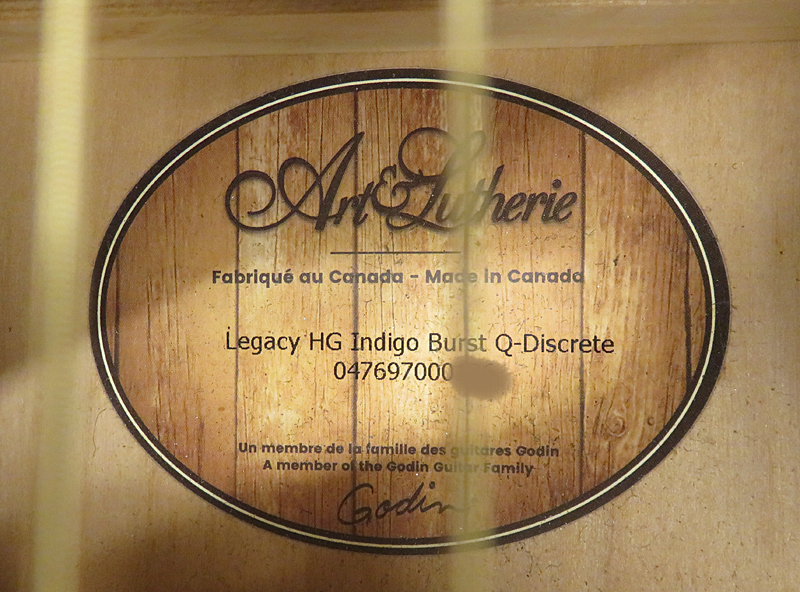 Art & Lutherie
Fabriqué au Canada - Made in Canada
Legacy HG Indigo Burst Q-Discrete
047697000
Un membre de la famille des guitares Godin
A member of the Godin Guitar Family
Godin